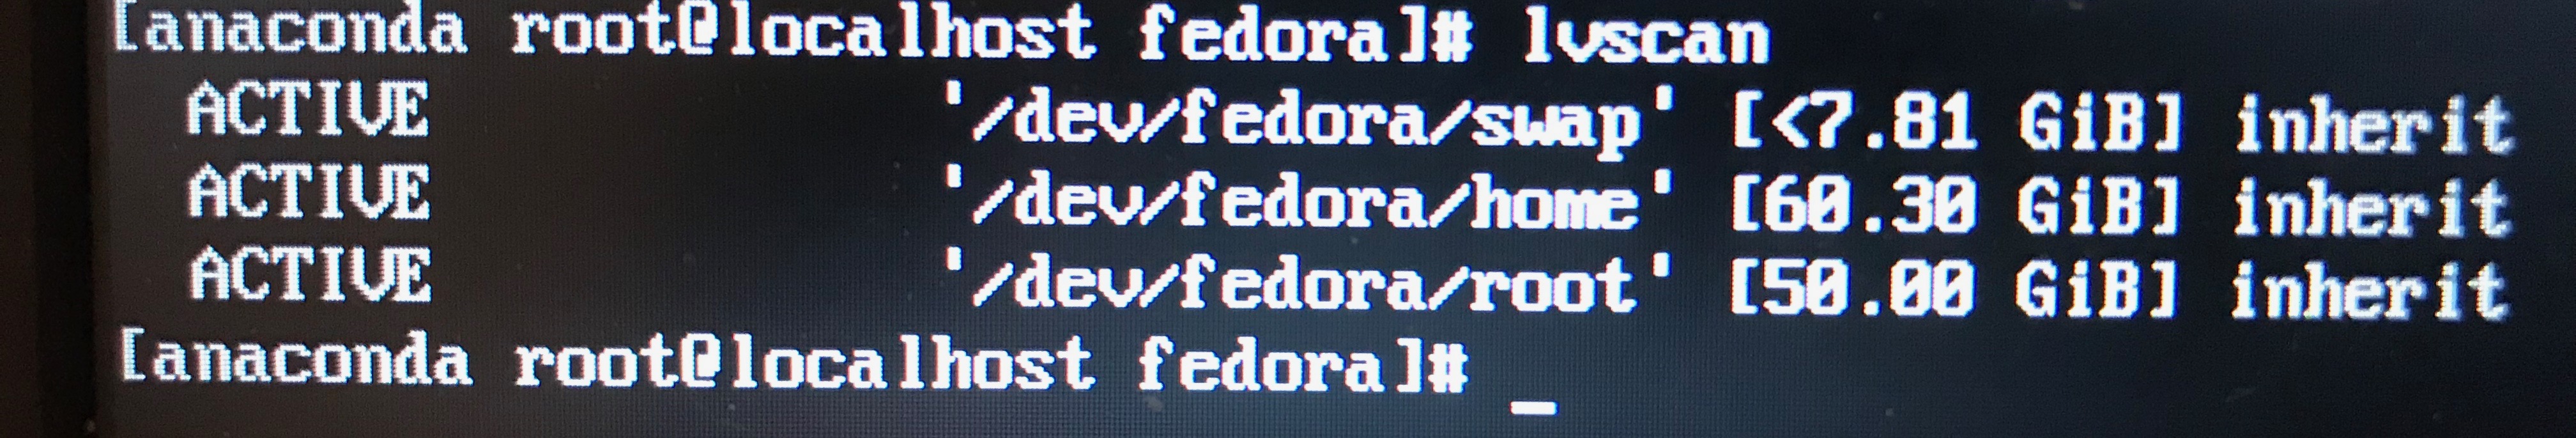 [anaconda root@localhost fedora]# lvscan
ACTIVE '/dev/fedora/swap' [<7.81 GiB] inherit
ACTIVE '/dev/fedora/home' [60.30 GiB] inherit
ACTIVE '/dev/fedora/root' [50.00 GiB] inherit
[anaconda root@localhost fedora]# _